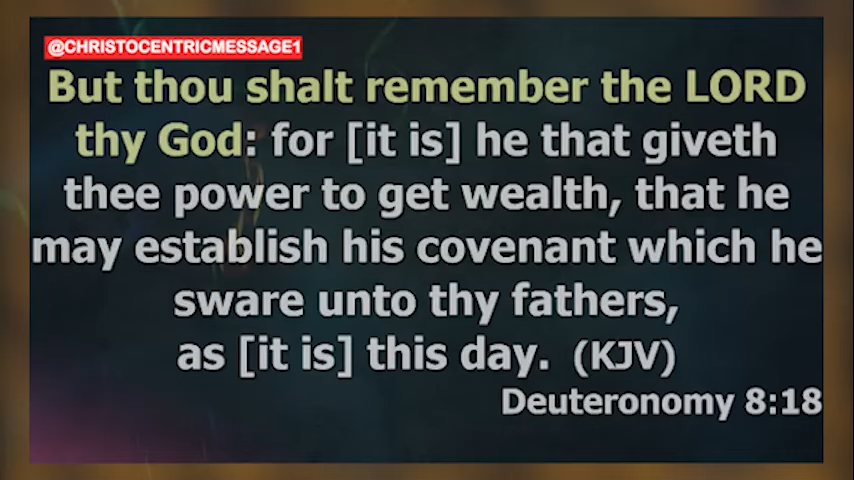 @CHRISTOCENTRICMESSAGE1
But thou shalt remember the LORD
thy God: for [it is] he that giveth
thee power to get wealth, that he
may establish his covenant which he
sware unto thy fathers,
as [it is] this day. (KJV)
Deuteronomy 8:18